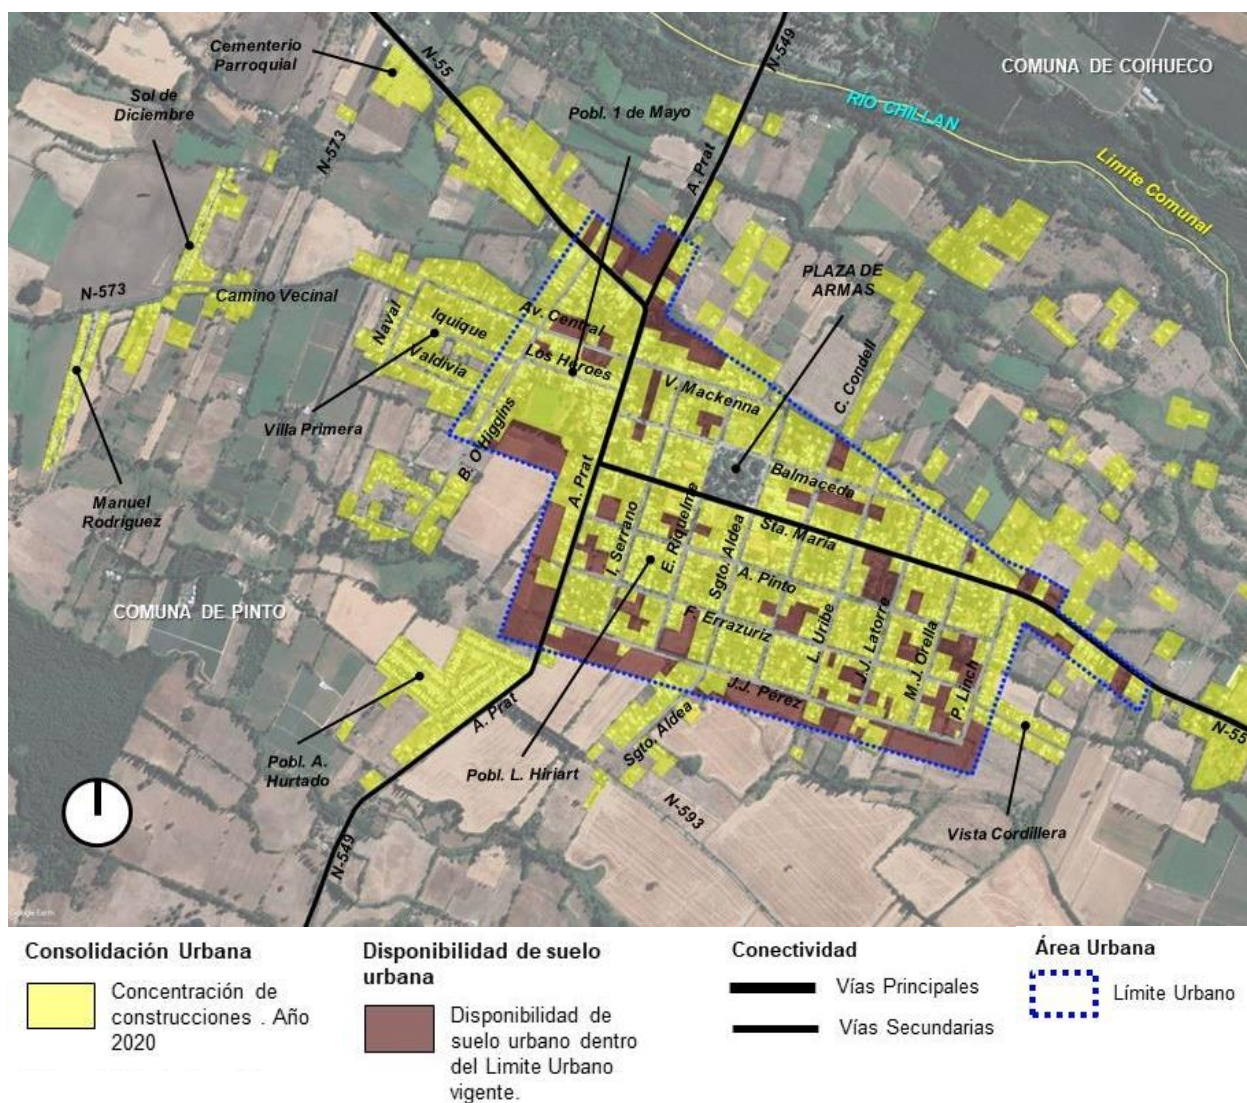 Cementerio
Parroquial
N-55
N-549
COMUNA DE COIHUECO
Sol de
Diciembre
Pobl. 1 de Mayo
RIO CHILLAN
N-573
A. Prat
Límite Comunal
PLAZA DE
ARMAS
N-573
Camino Vecinal
Naval
Iquique
Av. Central
Valdivia
Los Héroes
V. Mackenna
C. Condell
Villa Primera
B. O'Higgins
A. Prat
Balmaceda
Manuel
Rodríguez
I. Serrano
E. Riquelme
Sgto. Aldea
Sta. María
A. Pinto
COMUNA DE PINTO
F. Errazuriz
L. Uribe
J.J. Latorre
M.J. Orella
P. Linch
J.J. Pérez
A. Prat
Sgto. Aldea
N-55
Pobl. A.
Hurtado
Pobl. L. Hiriart
N-593
Vista Cordillera
N-549
Google Earth
Consolidación Urbana
Concentración de
construcciones . Año
2020
Disponibilidad de suelo
urbana
Disponibilidad de
suelo urbano dentro
del Limite Urbano
vigente.
Conectividad
Vías Principales
Vías Secundarias
Área Urbana
Límite Urbano